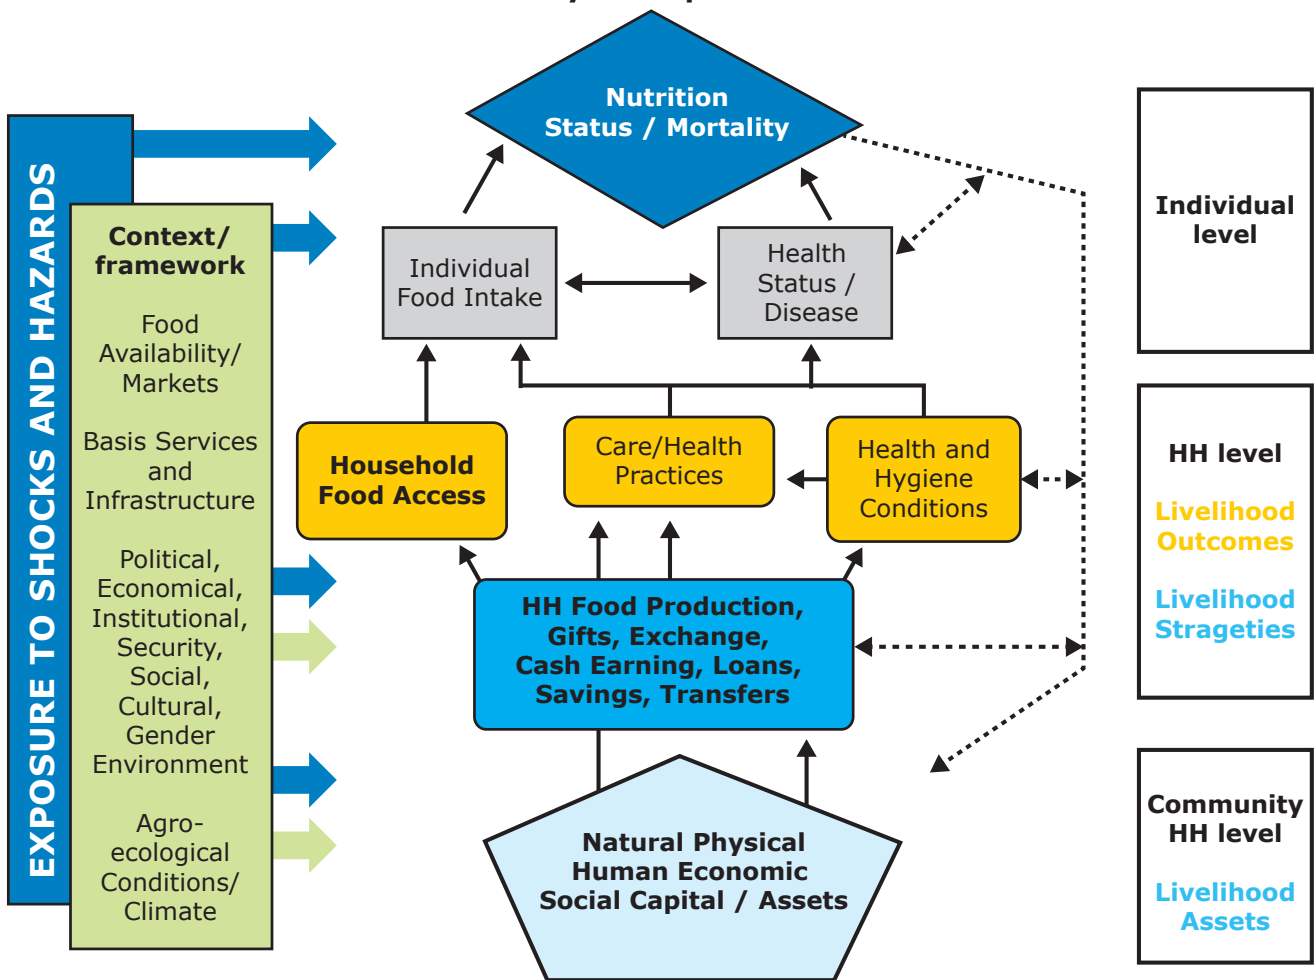 Nutrition
Status / Mortality
EXPOSURE TO SHOCKS AND HAZARDS
Context/
framework
Food
Availability/
Markets
Basis Services
and
Infrastructure
Political,
Economical,
Institutional,
Security,
Social,
Cultural,
Gender
Environment
Agro-
ecological
Conditions/
Climate
Individual
Food Intake
Health
Status /
Disease
Household
Food Access
Care/Health
Practices
Health and
Hygiene
Conditions
HH Food Production,
Gifts, Exchange,
Cash Earning, Loans,
Savings, Transfers
Natural Physical
Human Economic
Social Capital / Assets
Individual
level
HH level
Livelihood
Outcomes
Livelihood
Strageties
Community
HH level
Livelihood
Assets